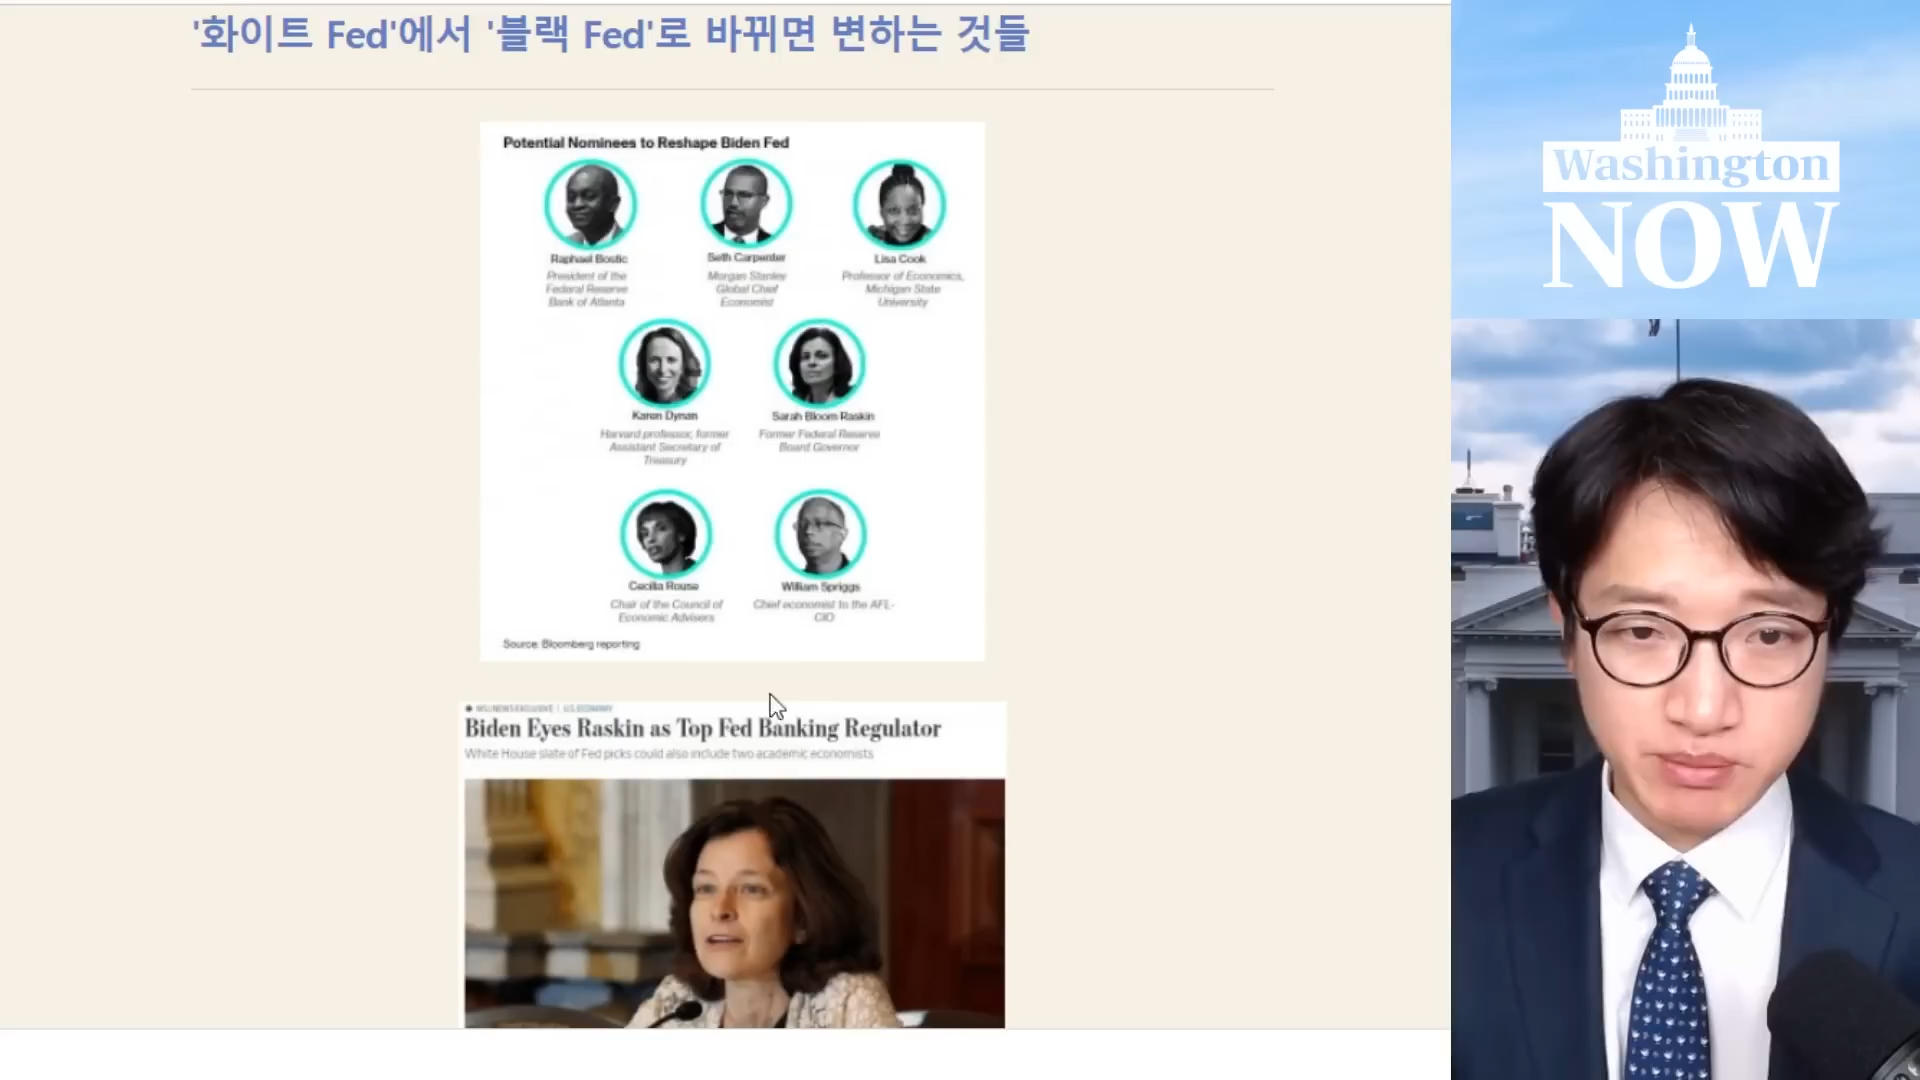 '화이트 Fed'에서 '블랙 Fed'로 바뀌면 변하는 것들
Potential Nominees to Reshape Biden Fed
Raphael Bostic
President of the
Federal Reserve
Bank of Atlanta
Seth Carpenter
Morgan Stanley
Global Chief
Economist
Lisa Cook
Professor of Economics,
Michigan State
University
Karen Dynan
Harvard professor, former
Assistant Secretary of
Treasury
Sarah Bloom Raskin
Former Federal Reserve
Board Governor
Cecilia Rouse
Chair of the Council of
Economic Advisers
William Spriggs
Chief economist to the AFL-
CIO
Source: Bloomberg reporting
WSJ NEWS EXCLUSIVE | U.S. ECONOMY
Biden Eyes Raskin as Top Fed Banking Regulator
White House slate of Fed picks could also include two academic economists
Washington
NOW